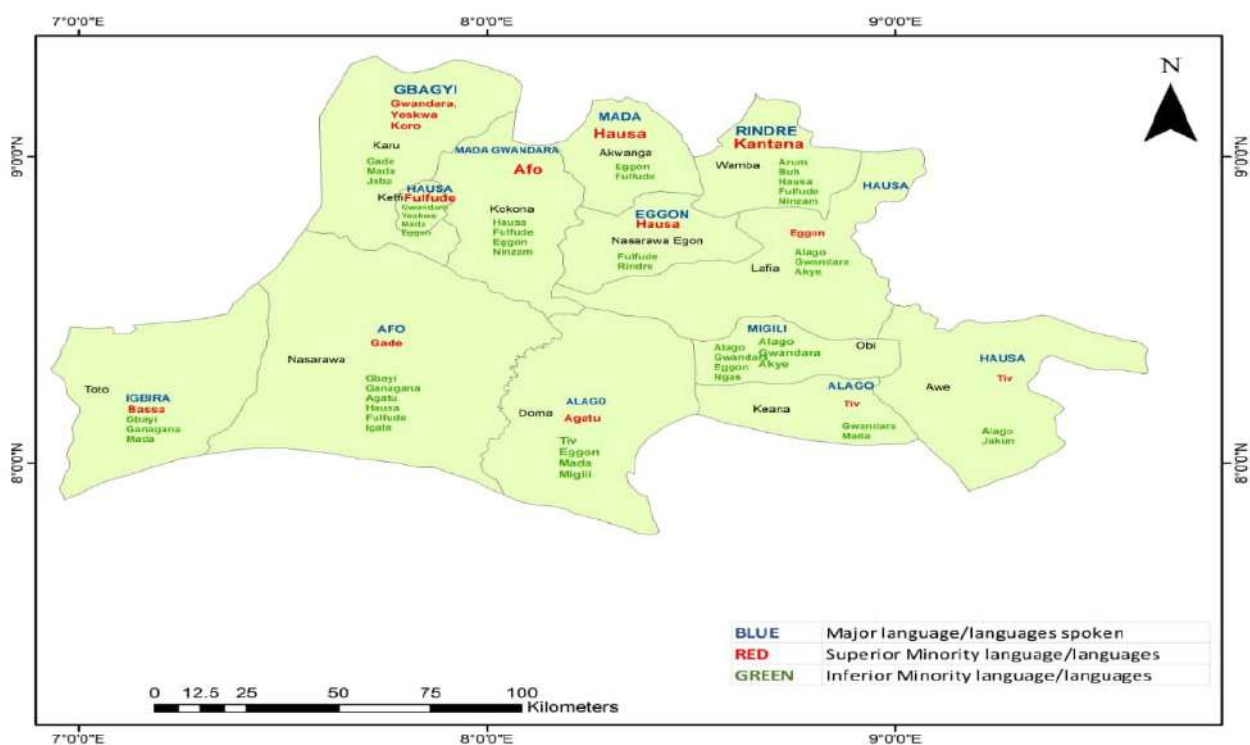 7°0'0"E
8°0'0"E
9°0'0"E
N
9°0'0"N
9°0'0"N
8°0'0"N
8°0'0"N
GBAGYI
Gwandara,
Yeskwa
Koro
Karu
Gade
Mada
Jaba
HAUSA
Keffi
Fulfude
Gwandara
Yeskwa
Mada
Eggon
MADA GWANDARA
Afo
Kokona
Hausa
Fulfude
Eggon
Ninzam
MADA
Hausa
Akwanga
Eggon
Fulfude
RINDRE
Kantana
Wamba
Arum
Buh
Hausa
Fulfude
Ninzam
EGGON
Hausa
Nasarawa Egon
Fulfude
Rindre
HAUSA
Eggon
Lafia
Alago
Gwandara
Akye
IGBIRA
Toto
Bassa
Gbayi
Ganagana
Mada
AFO
Gade
Nasarawa
Gbayi
Ganagana
Agatu
Hausa
Fulfude
Igala
ALAGO
Doma
Agatu
Tiv
Eggon
Mada
Migili
MIGILI
Alago
Gwandara
Eggon
Ngas
Alago
Gwandara
Akye
Obi
ALAGO
Keana
Tiv
Gwandara
Mada
HAUSA
Awe
Tiv
Alago
Jukun
BLUE Major language/languages spoken
RED Superior Minority language/languages
GREEN Inferior Minority language/languages
0 12.5 25 50 75 100
Kilometers
7°0'0"E
8°0'0"E
9°0'0"E